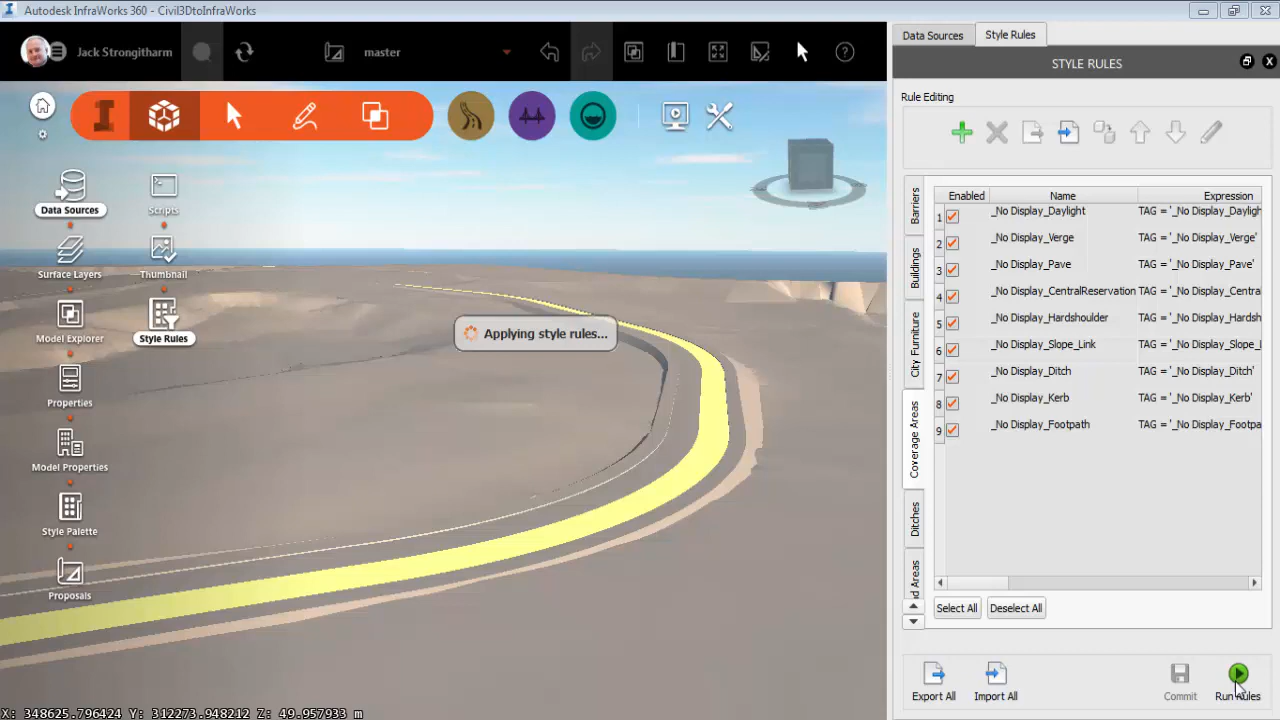 Autodesk InfraWorks 360 - Civil3DtoInfraWorks
Jack Strongitharm
master
Data Sources
Scripts
Surface Layers
Thumbnail
Model Explorer
Style Rules
Properties
Model Properties
Style Palette
Proposals
Applying style rules...
X: 348625.796424 Y: 312273.948212 Z: 49.957933 m
Data Sources
Style Rules
STYLE RULES
Rule Editing
Barriers
Buildings
City Furniture
Coverage Areas
Ditches
Enabled Name Expression
1 _No Display_Daylight TAG = '_No Display_Dayligh
2 _No Display_Verge TAG = '_No Display_Verge'
3 _No Display_Pave TAG = '_No Display_Pave'
4 _No Display_CentralReservation TAG = '_No Display_Centra
5 _No Display_Hardshoulder TAG = '_No Display_Hardsh
6 _No Display_Slope_Link TAG = '_No Display_Slope_L
7 _No Display_Ditch TAG = '_No Display_Ditch'
8 _No Display_Kerb TAG = '_No Display_Kerb'
9 _No Display_Footpath TAG = '_No Display_Footpa
Select All
Deselect All
Export All
Import All
Commit
Run Rules